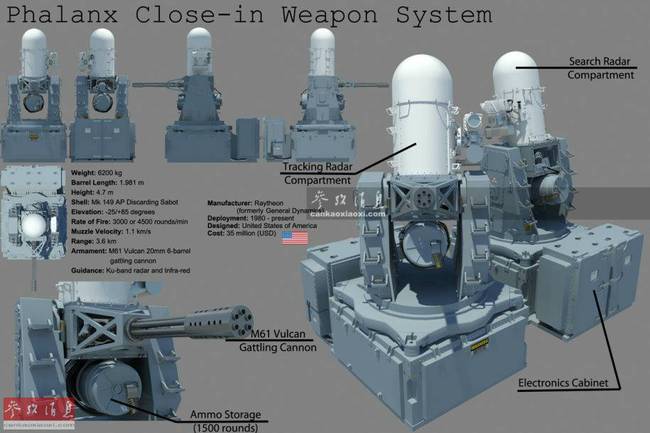 Phalanx Close-in Weapon System
Search Radar
Compartment
Tracking Radar
Compartment
Weight: 6200 kg
Barrel Length: 1.981 m
Height: 4.7 m
Shell: Mk 149 AP Discarding Sabot
Elevation: -25/+85 degrees
Rate of Fire: 3000 or 4500 rounds/min
Muzzle Velocity: 1.1 km/s
Range: 3.6 km
Armament: M61 Vulcan 20mm 6-barrel
gattling cannon
Guidance: Ku-band radar and Infra-red
Manufacturer: Raytheon
(formerly General Dynamics)
Deployment: 1980 - present
Designed: United States of America
Cost: 35 million (USD)
参考消息
cankaoxiaoxi.com
M61 Vulcan
Gattling Cannon
Electronics Cabinet
Ammo Storage
(1500 rounds)
参考消息
cankaoxiaoxi.com